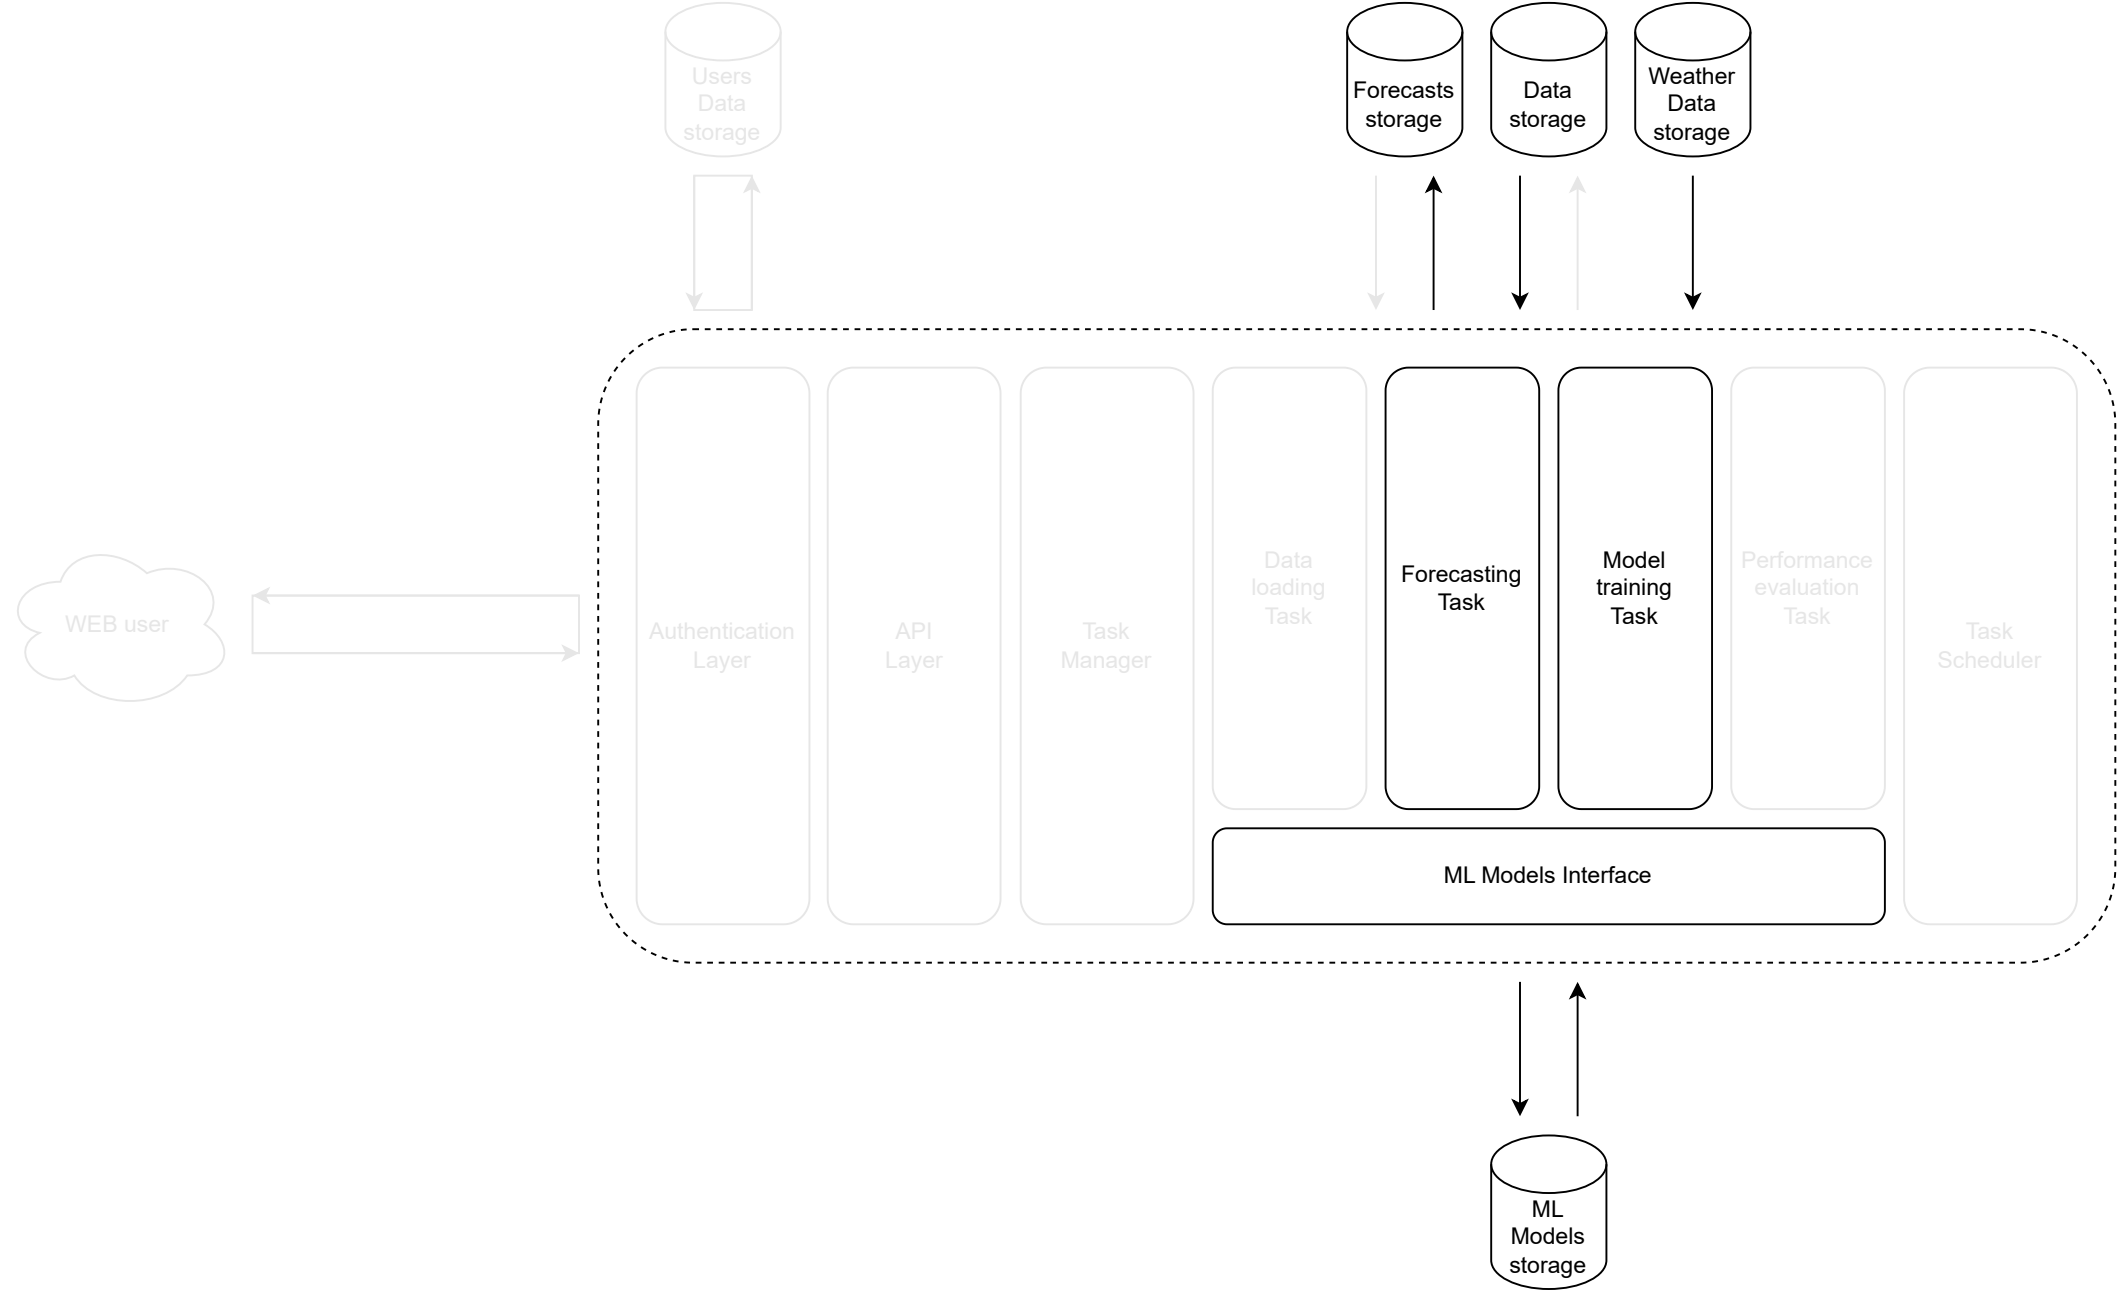 Users
Data
storage
Forecasts
storage
Data
storage
Weather
Data
storage
WEB user
Authentication
Layer
API
Layer
Task
Manager
Data
loading
Task
Forecasting
Task
Model
training
Task
Performance
evaluation
Task
Task
Scheduler
ML Models Interface
ML
Models
storage